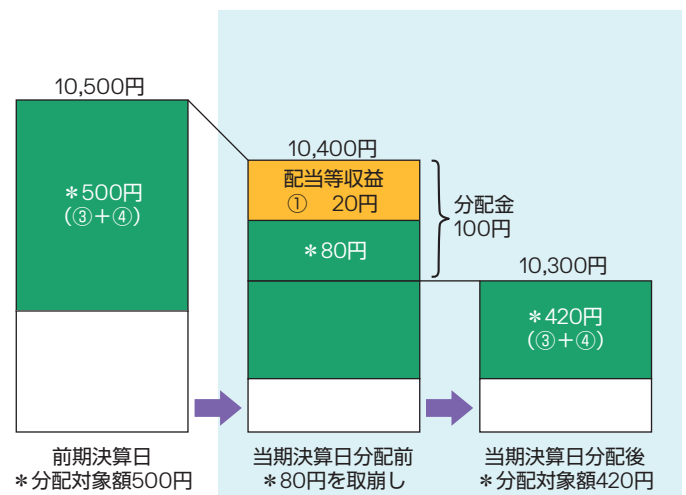 10,500円
＊500円
（③＋④）
前期決算日
＊分配対象額500円
10,400円
配当等収益
① 20円
＊80円
分配金
100円
当期決算日分配前
＊80円を取崩し
10,300円
＊420円
（③＋④）
当期決算日分配後
＊分配対象額420円